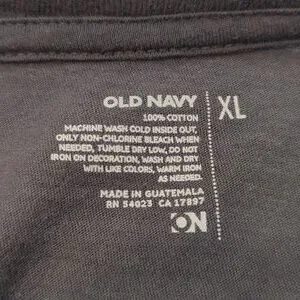 OLD NAVY
XL
100% COTTON
MACHINE WASH COLD INSIDE OUT,
ONLY NON-CHLORINE BLEACH WHEN
NEEDED, TUMBLE DRY LOW, DO NOT
IRON ON DECORATION, WASH AND DRY
WITH LIKE COLORS, WARM IRON
AS NEEDED.
MADE IN GUATEMALA
RN 54023 CA 17897
ON